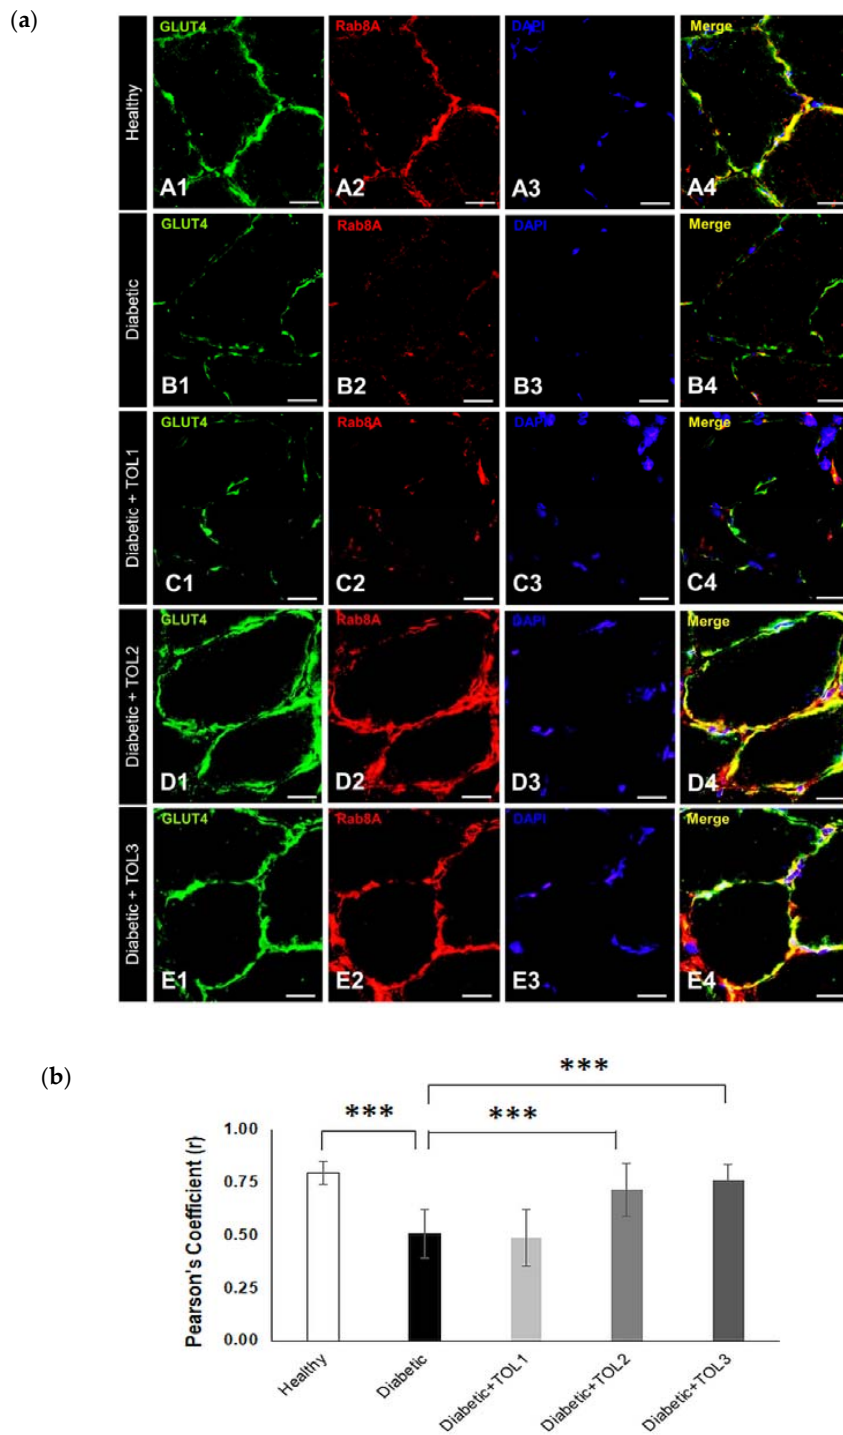 (a)
Healthy
GLUT4
Rab8A
DAPI
Merge
A1
A2
A3
A4
Diabetic
GLUT4
Rab8A
DAPI
Merge
B1
B2
B3
B4
Diabetic + TOL1
GLUT4
Rab8A
DAPI
Merge
C1
C2
C3
C4
Diabetic + TOL2
GLUT4
Rab8A
DAPI
Merge
D1
D2
D3
D4
Diabetic + TOL3
GLUT4
Rab8A
DAPI
Merge
E1
E2
E3
E4
(b)
***
***
***
Pearson's Coefficient (r)
1.00
0.75
0.50
0.25
0.00
Healthy
Diabetic
Diabetic+TOL1
Diabetic+TOL2
Diabetic+TOL3